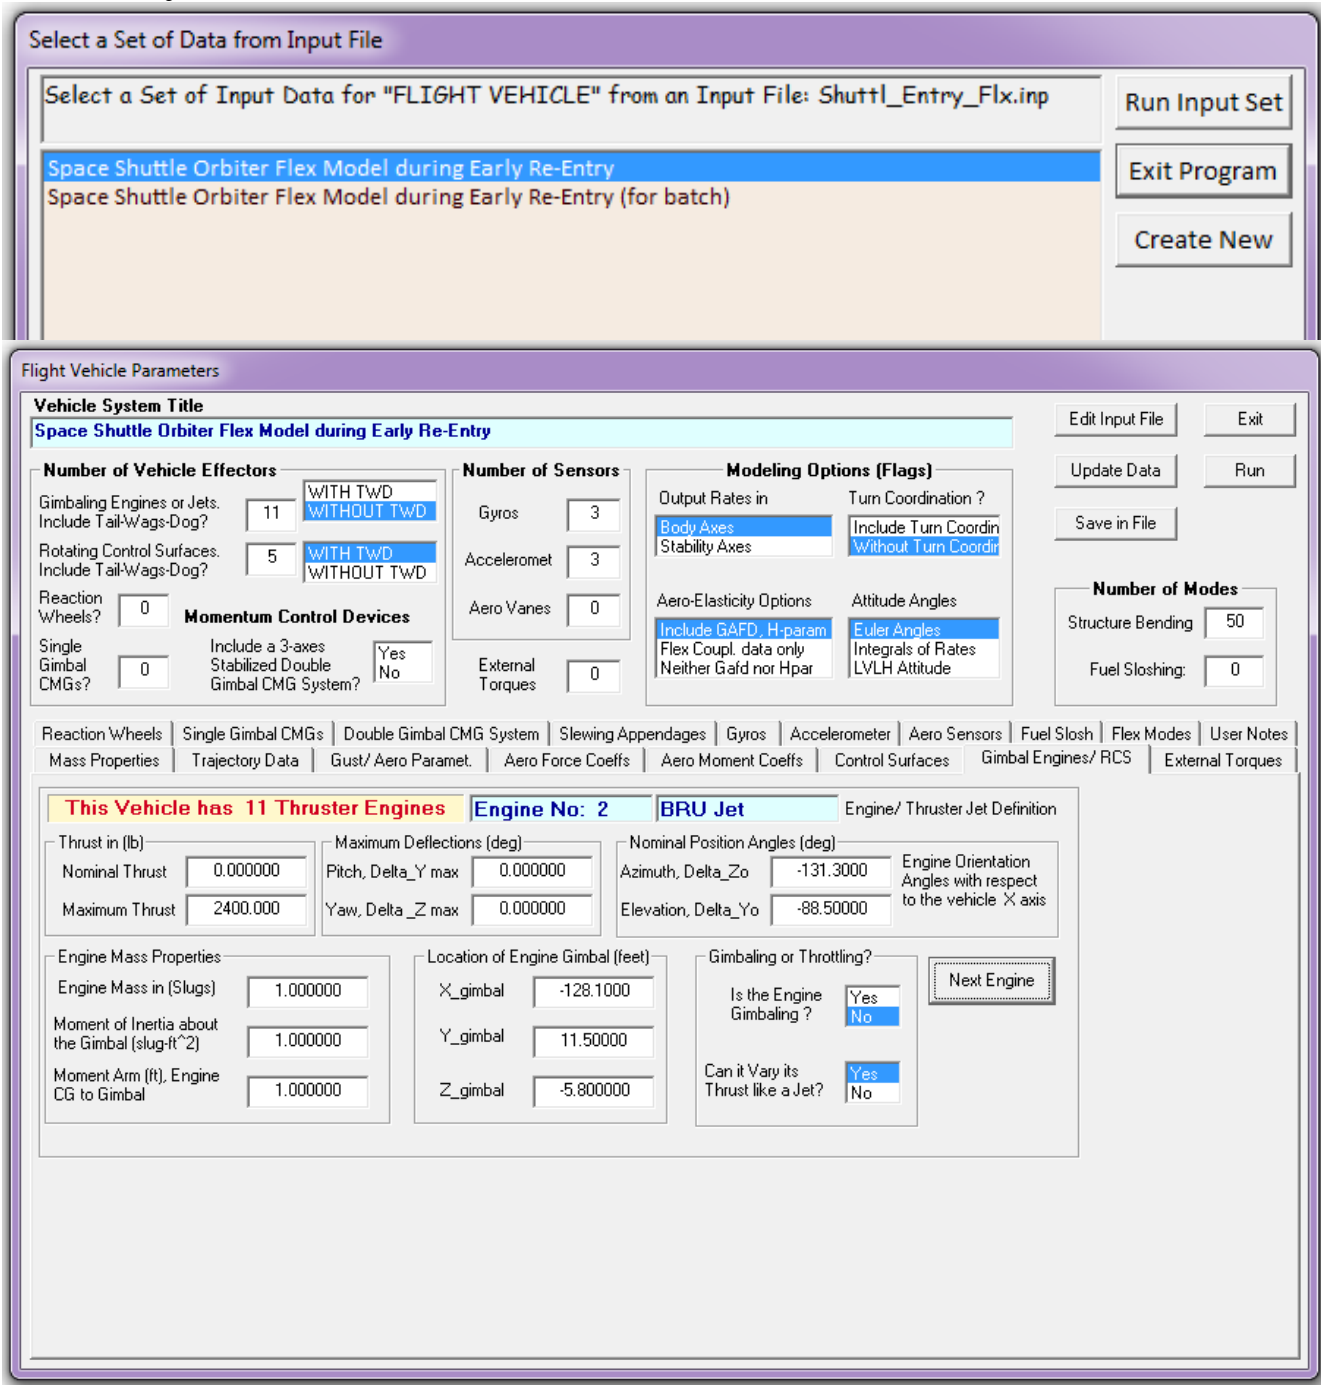 Select a Set of Data from Input File
Select a Set of Input Data for "FLIGHT VEHICLE" from an Input File: Shuttl_Entry_Flx.inp
Run Input Set
Space Shuttle Orbiter Flex Model during Early Re-Entry
Space Shuttle Orbiter Flex Model during Early Re-Entry (for batch)
Exit Program
Create New
Flight Vehicle Parameters
Vehicle System Title
Space Shuttle Orbiter Flex Model during Early Re-Entry
Edit Input File
Exit
Update Data
Run
Save in File
Number of Vehicle Effectors
Gimbaling Engines or Jets.
Include Tail-Wags-Dog?
11
WITH TWD
WITHOUT TWD
Rotating Control Surfaces.
Include Tail-Wags-Dog?
5
WITH TWD
WITHOUT TWD
Reaction
Wheels?
0
Momentum Control Devices
Single
Gimbal
CMGs?
0
Include a 3-axes
Stabilized Double
Gimbal CMG System?
Yes
No
Number of Sensors
Gyros
3
Acceleromet
3
Aero Vanes
0
External
Torques
0
Modeling Options (Flags)
Output Rates in
Body Axes
Stability Axes
Turn Coordination ?
Include Turn Coordin
Without Turn Coordin
Aero-Elasticity Options
Include GAFD, H-param
Flex Coupl. data only
Neither Gafd nor Hpar
Attitude Angles
Euler Angles
Integrals of Rates
LVLH Attitude
Number of Modes
Structure Bending
50
Fuel Sloshing:
0
Reaction Wheels
Single Gimbal CMGs
Double Gimbal CMG System
Slewing Appendages
Gyros
Accelerometer
Aero Sensors
Fuel Slosh
Flex Modes
User Notes
Mass Properties
Trajectory Data
Gust/ Aero Paramet.
Aero Force Coeffs
Aero Moment Coeffs
Control Surfaces
Gimbal Engines/ RCS
External Torques
This Vehicle has 11 Thruster Engines
Engine No: 2
BRU Jet
Engine/ Thruster Jet Definition
Thrust in (lb)
Nominal Thrust
0.000000
Maximum Thrust
2400.000
Maximum Deflections (deg)
Pitch, Delta_Y max
0.000000
Yaw, Delta _Z max
0.000000
Nominal Position Angles (deg)
Azimuth, Delta_Zo
-131.3000
Elevation, Delta_Yo
-88.50000
Engine Orientation
Angles with respect
to the vehicle X axis
Engine Mass Properties
Engine Mass in (Slugs)
1.000000
Moment of Inertia about
the Gimbal (slug-ft^2)
1.000000
Moment Arm (ft), Engine
CG to Gimbal
1.000000
Location of Engine Gimbal (feet)
X_gimbal
-128.1000
Y_gimbal
11.50000
Z_gimbal
-5.800000
Gimbaling or Throttling?
Is the Engine
Gimbaling ?
Yes
No
Can it Vary its
Thrust like a Jet?
Yes
No
Next Engine